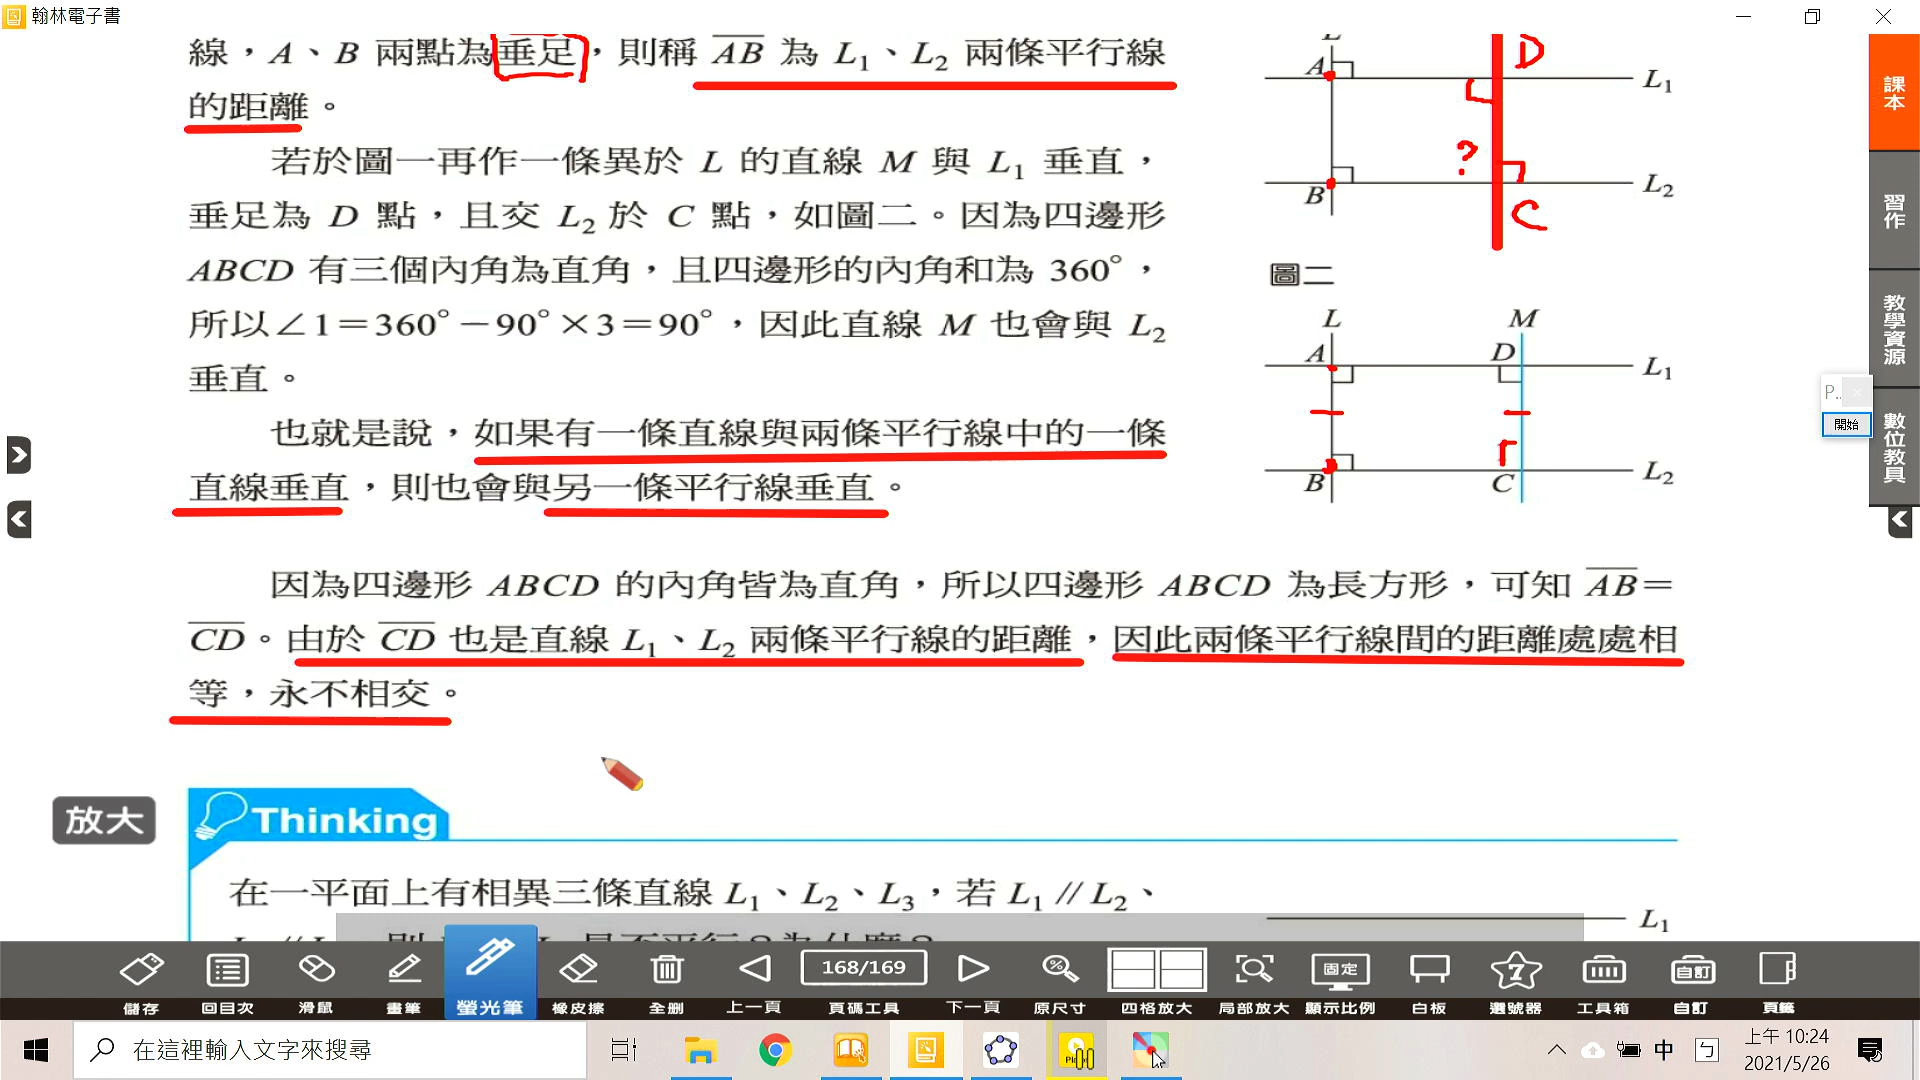 翰林電子書
線，A、B 兩點為垂足，則稱 AB 為 L₁、L₂ 兩條平行線
的距離。
若於圖一再作一條異於 L 的直線 M 與 L₁ 垂直，
垂足為 D 點，且交 L₂ 於 C 點，如圖二。因為四邊形
ABCD 有三個內角為直角，且四邊形的內角和為 360°，
所以∠1＝360°－90°×3＝90°，因此直線 M 也會與 L₂
垂直。
也就是說，如果有一條直線與兩條平行線中的一條
直線垂直，則也會與另一條平行線垂直。
A
D
L₁
?
B
C
L₂
圖二
L
M
A
D
L₁
B
C
L₂
因為四邊形 ABCD 的內角皆為直角，所以四邊形 ABCD 為長方形，可知 AB＝
CD。由於 CD 也是直線 L₁、L₂ 兩條平行線的距離，因此兩條平行線間的距離處處相
等，永不相交。
放大
Thinking
在一平面上有相異三條直線 L₁、L₂、L₃，若 L₁ // L₂、
L₁
課本
習作
教學資源
數位教具
P..
開始
168/169
固定
7
自訂
儲存
回目次
滑鼠
畫筆
螢光筆
橡皮擦
全刪
上一頁
頁碼工具
下一頁
原尺寸
四格放大
局部放大
顯示比例
白板
選號器
工具箱
自訂
頁籤
在這裡輸入文字來搜尋
中
ㄅ
上午 10:24
2021/5/26